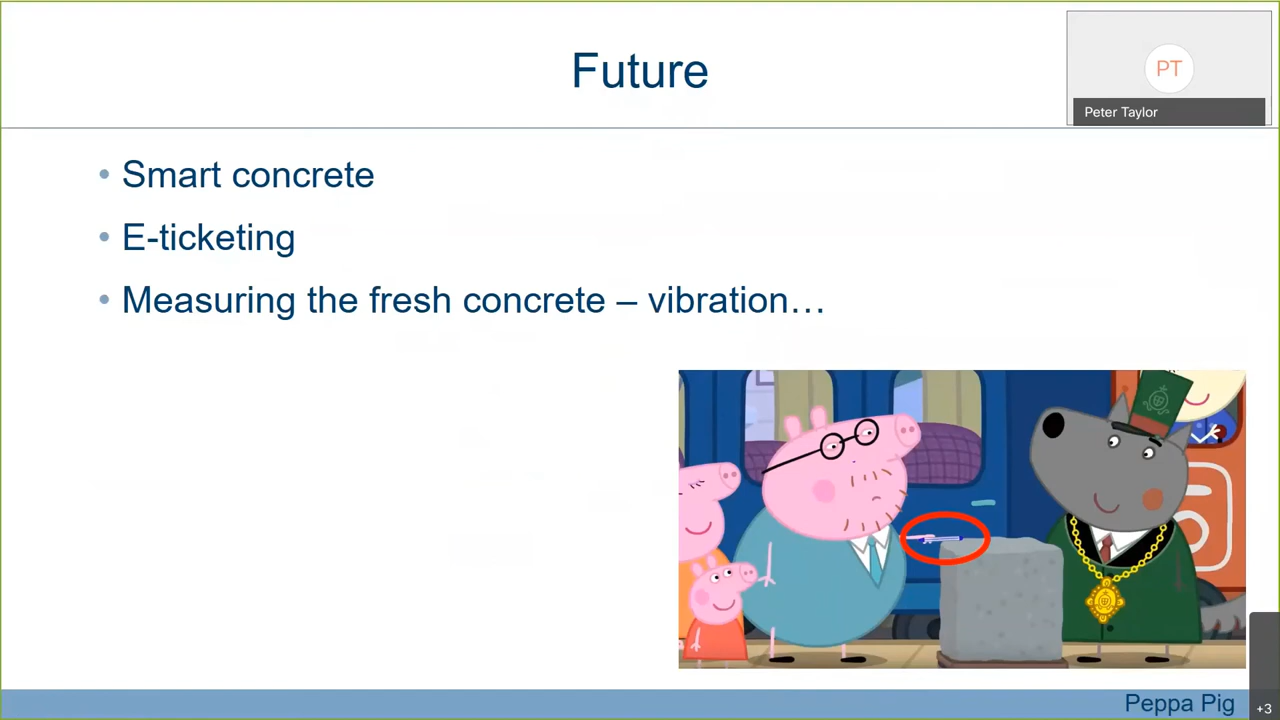 Future
PT
Peter Taylor
• Smart concrete
• E-ticketing
• Measuring the fresh concrete – vibration…
Peppa Pig
+3